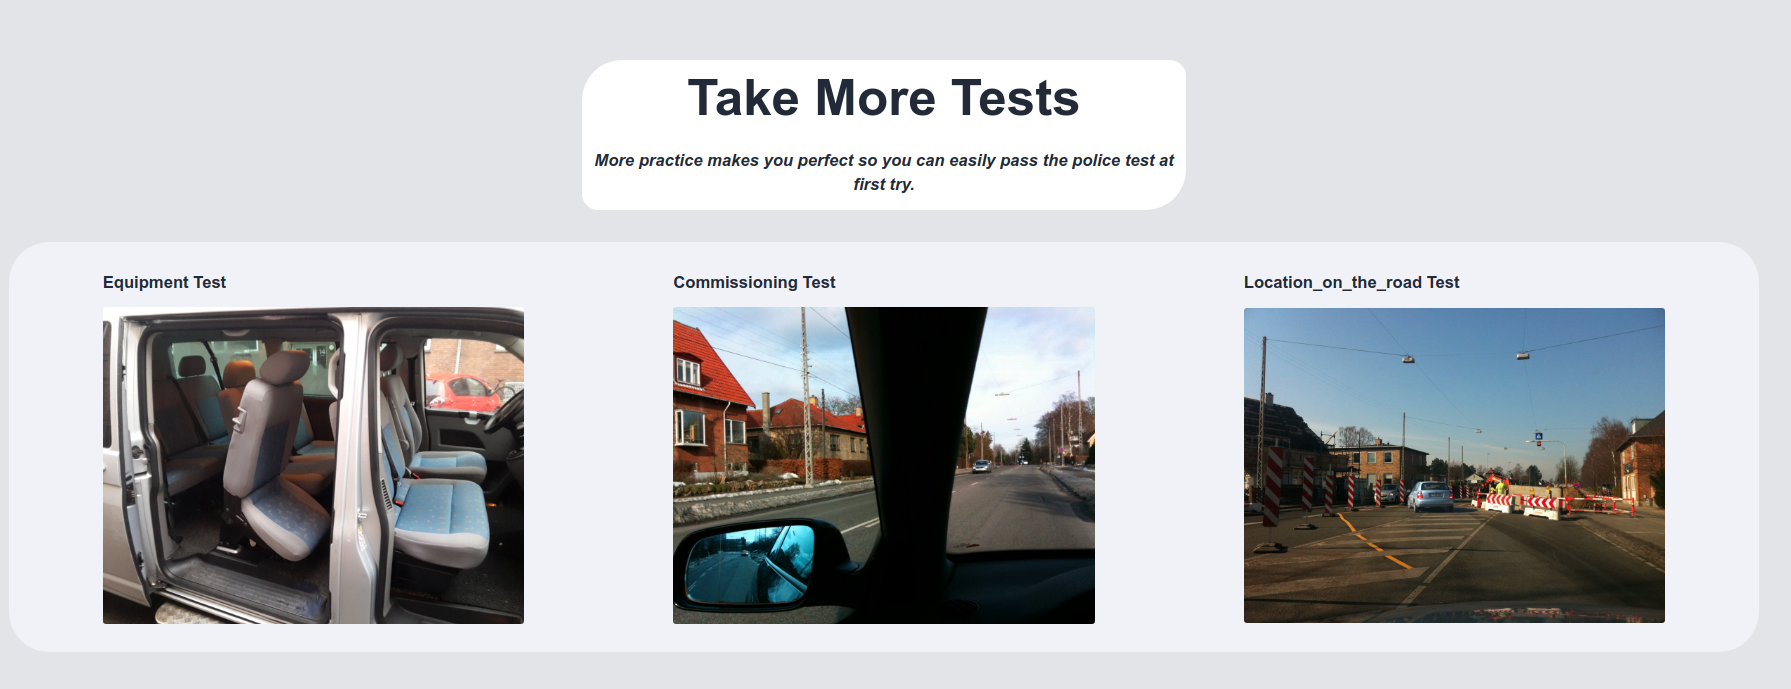 Take More Tests
More practice makes you perfect so you can easily pass the police test at
first try.
Equipment Test
Commissioning Test
Location_on_the_road Test